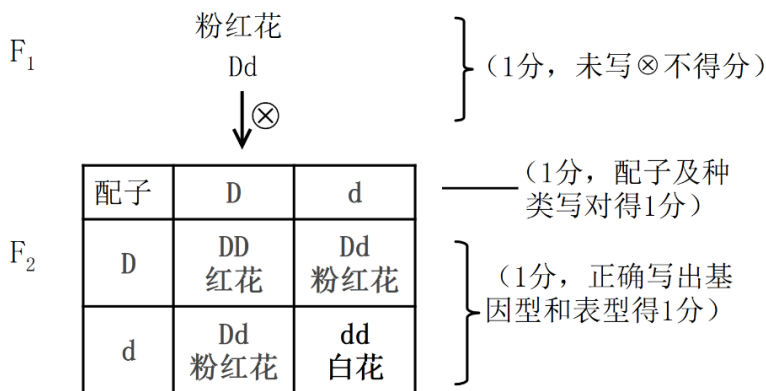 粉红花
F₁
Dd
⊗
(1分，未写⊗不得分)
配子 D d
(1分，配子及种
类写对得1分)
F₂
D DD Dd
红花 粉红花
(1分，正确写出基
因型和表型得1分)
d Dd dd
粉红花 白花